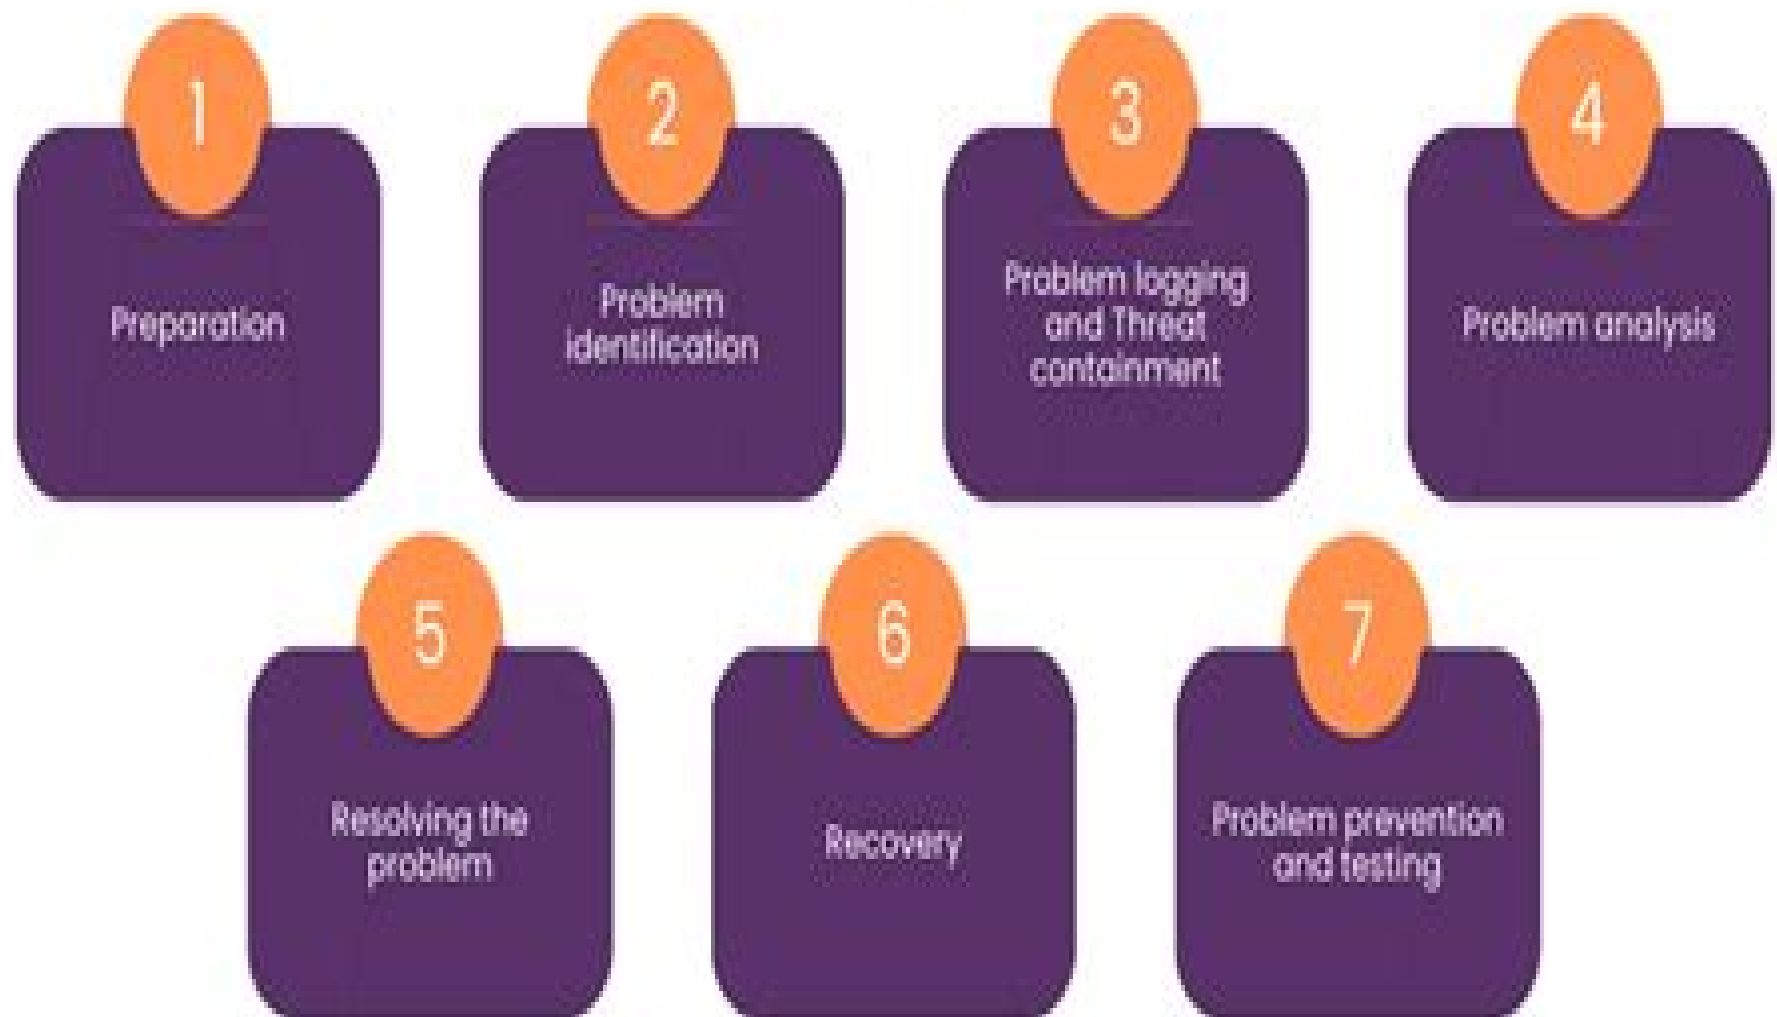 1
Preparation
2
Problem
identification
3
Problem logging
and Threat
containment
4
Problem analysis
5
Resolving the
problem
6
Recovery
7
Problem prevention
and testing